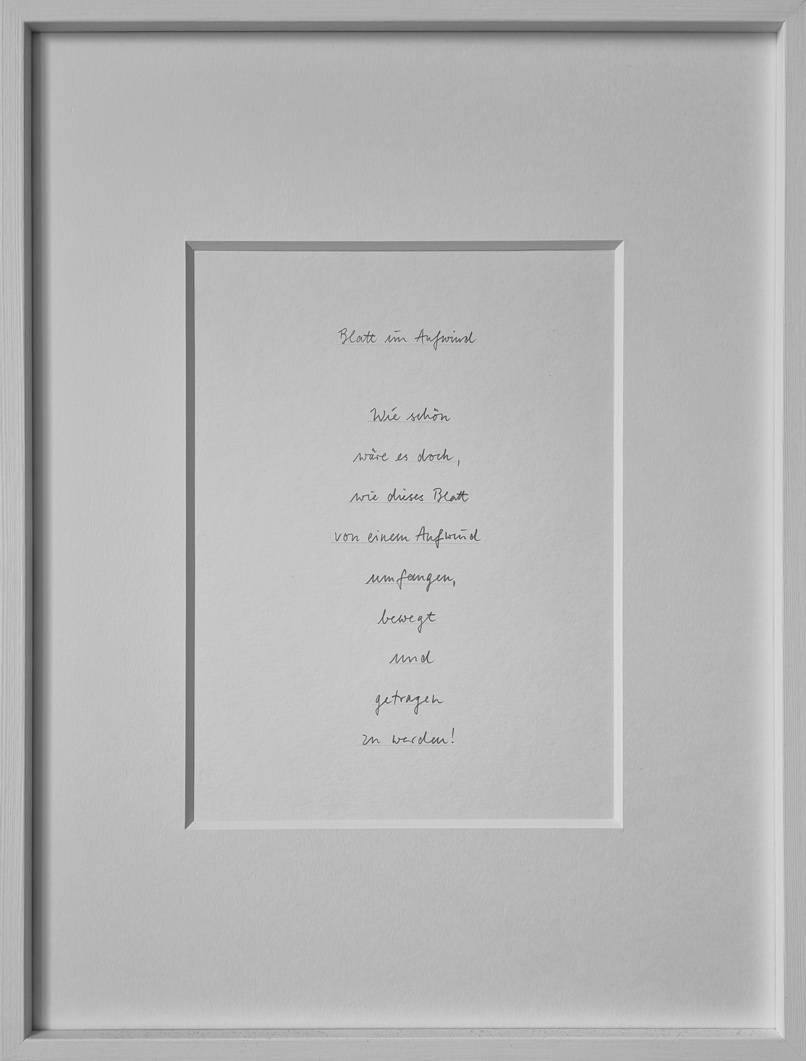 Blatt im Aufwind
Wie schön
wäre es doch,
wie dieses Blatt
von einem Aufwind
umfangen,
bewegt
und
getragen
zu werden!